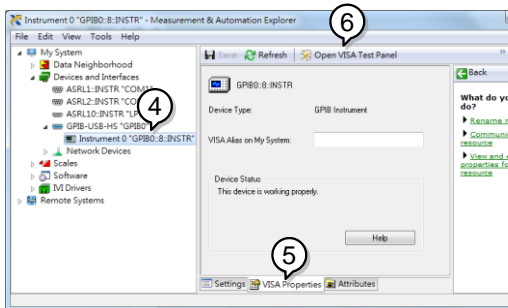 Instrument 0 "GPIB0::8::INSTR" - Measurement & Automation Explorer
File Edit View Tools Help
My System
Data Neighborhood
Devices and Interfaces
ASRL1::INSTR "COM1"
ASRL2::INSTR "COM
ASRL10::INSTR "LP
GPIB-USB-HS "GPIB0"
Instrument 0 "GPIB0::8::INSTR"
Network Devices
Scales
Software
IVI Drivers
Remote Systems
4
6
Save Refresh Open VISA Test Panel
GPIB0::8::INSTR
Device Type: GPIB Instrument
VISA Alias on My System:
Device Status
This device is working properly.
Help
5
Settings VISA Properties Attributes
Back
What do yo
do?
Rename r
Communi
resource
View and
properties fo
resource